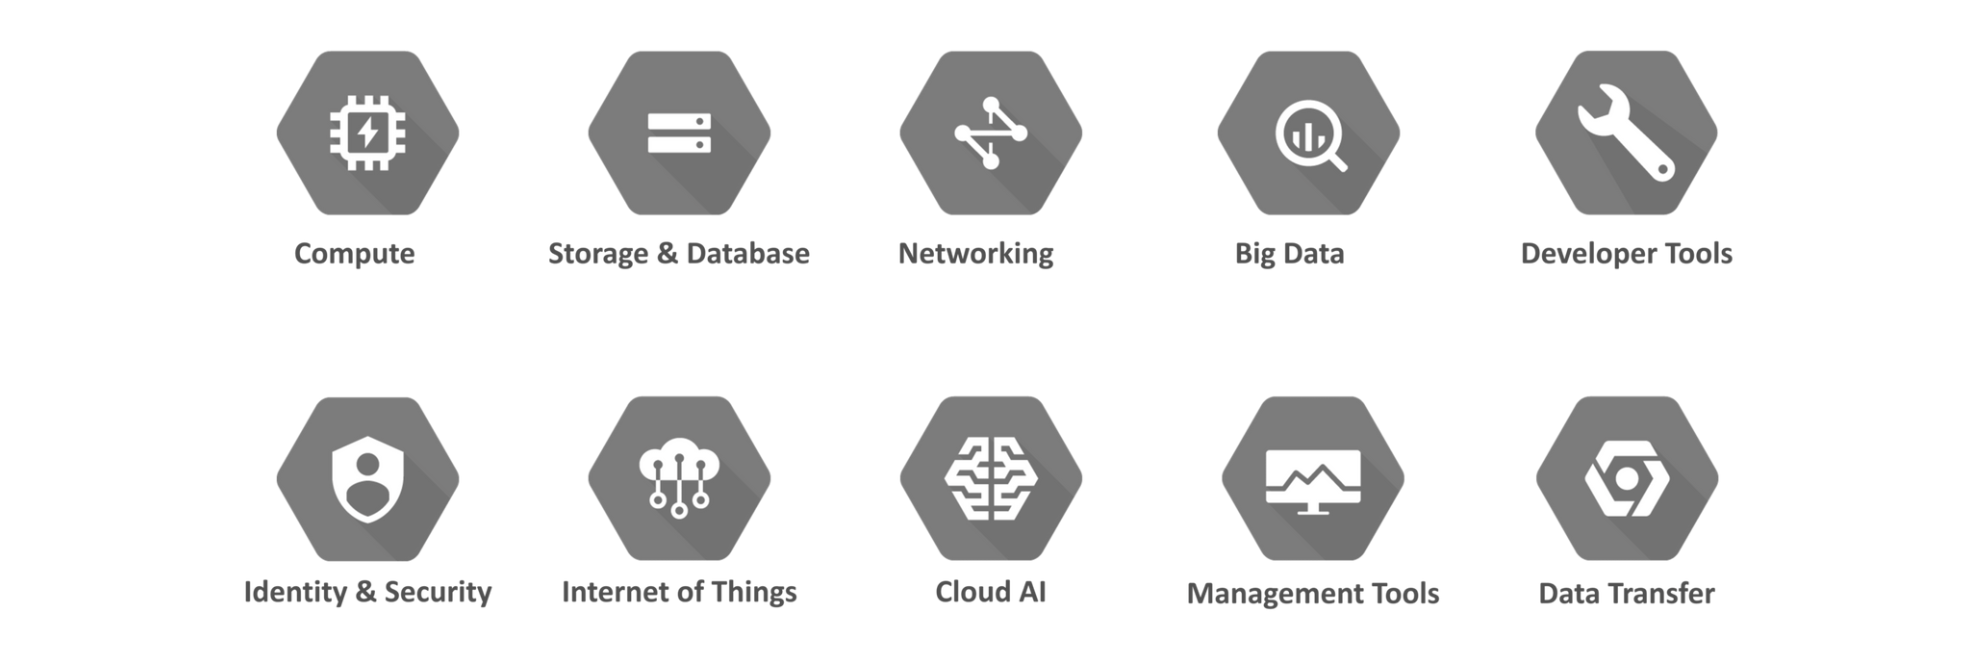 Compute
Storage & Database
Networking
Big Data
Developer Tools
Identity & Security
Internet of Things
Cloud AI
Management Tools
Data Transfer